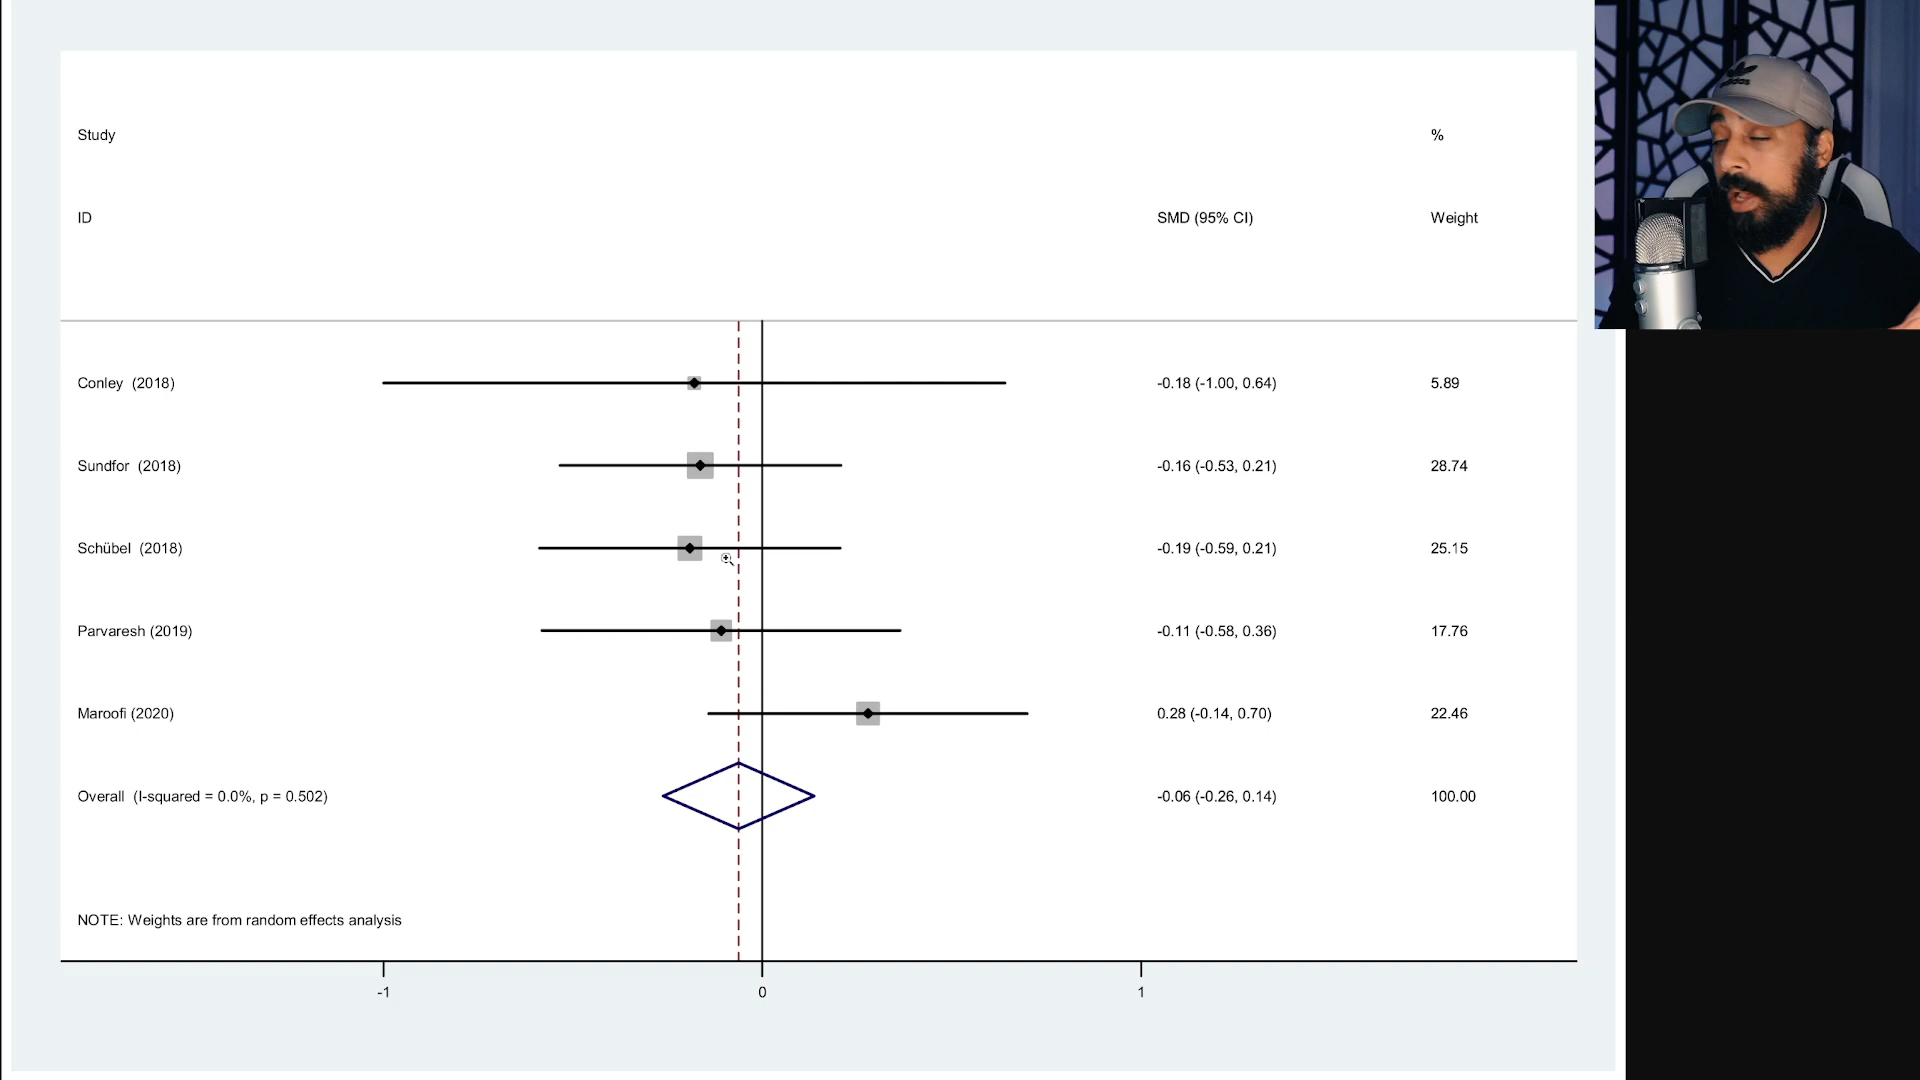 Study %
ID SMD (95% CI) Weight
Conley (2018) -0.18 (-1.00, 0.64) 5.89
Sundfor (2018) -0.16 (-0.53, 0.21) 28.74
Schübel (2018) -0.19 (-0.59, 0.21) 25.15
Parvaresh (2019) -0.11 (-0.58, 0.36) 17.76
Maroofi (2020) 0.28 (-0.14, 0.70) 22.46
Overall (I-squared = 0.0%, p = 0.502) -0.06 (-0.26, 0.14) 100.00
NOTE: Weights are from random effects analysis
-1 0 1
adidas